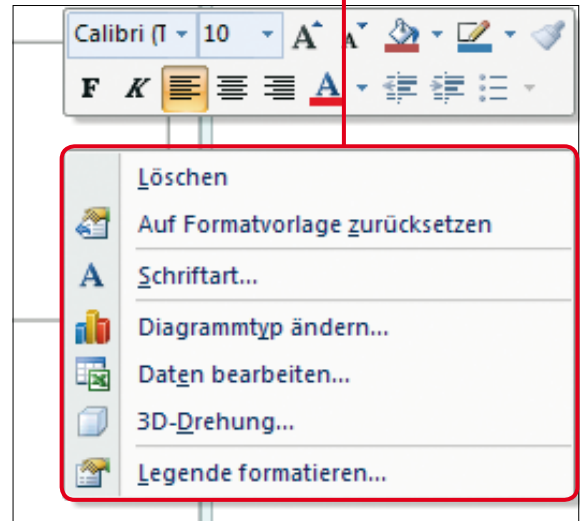 Calibri (T 10 A A
F K A
Löschen
Auf Formatvorlage zurücksetzen
A Schriftart...
Diagrammtyp ändern...
Daten bearbeiten...
3D-Drehung...
Legende formatieren...